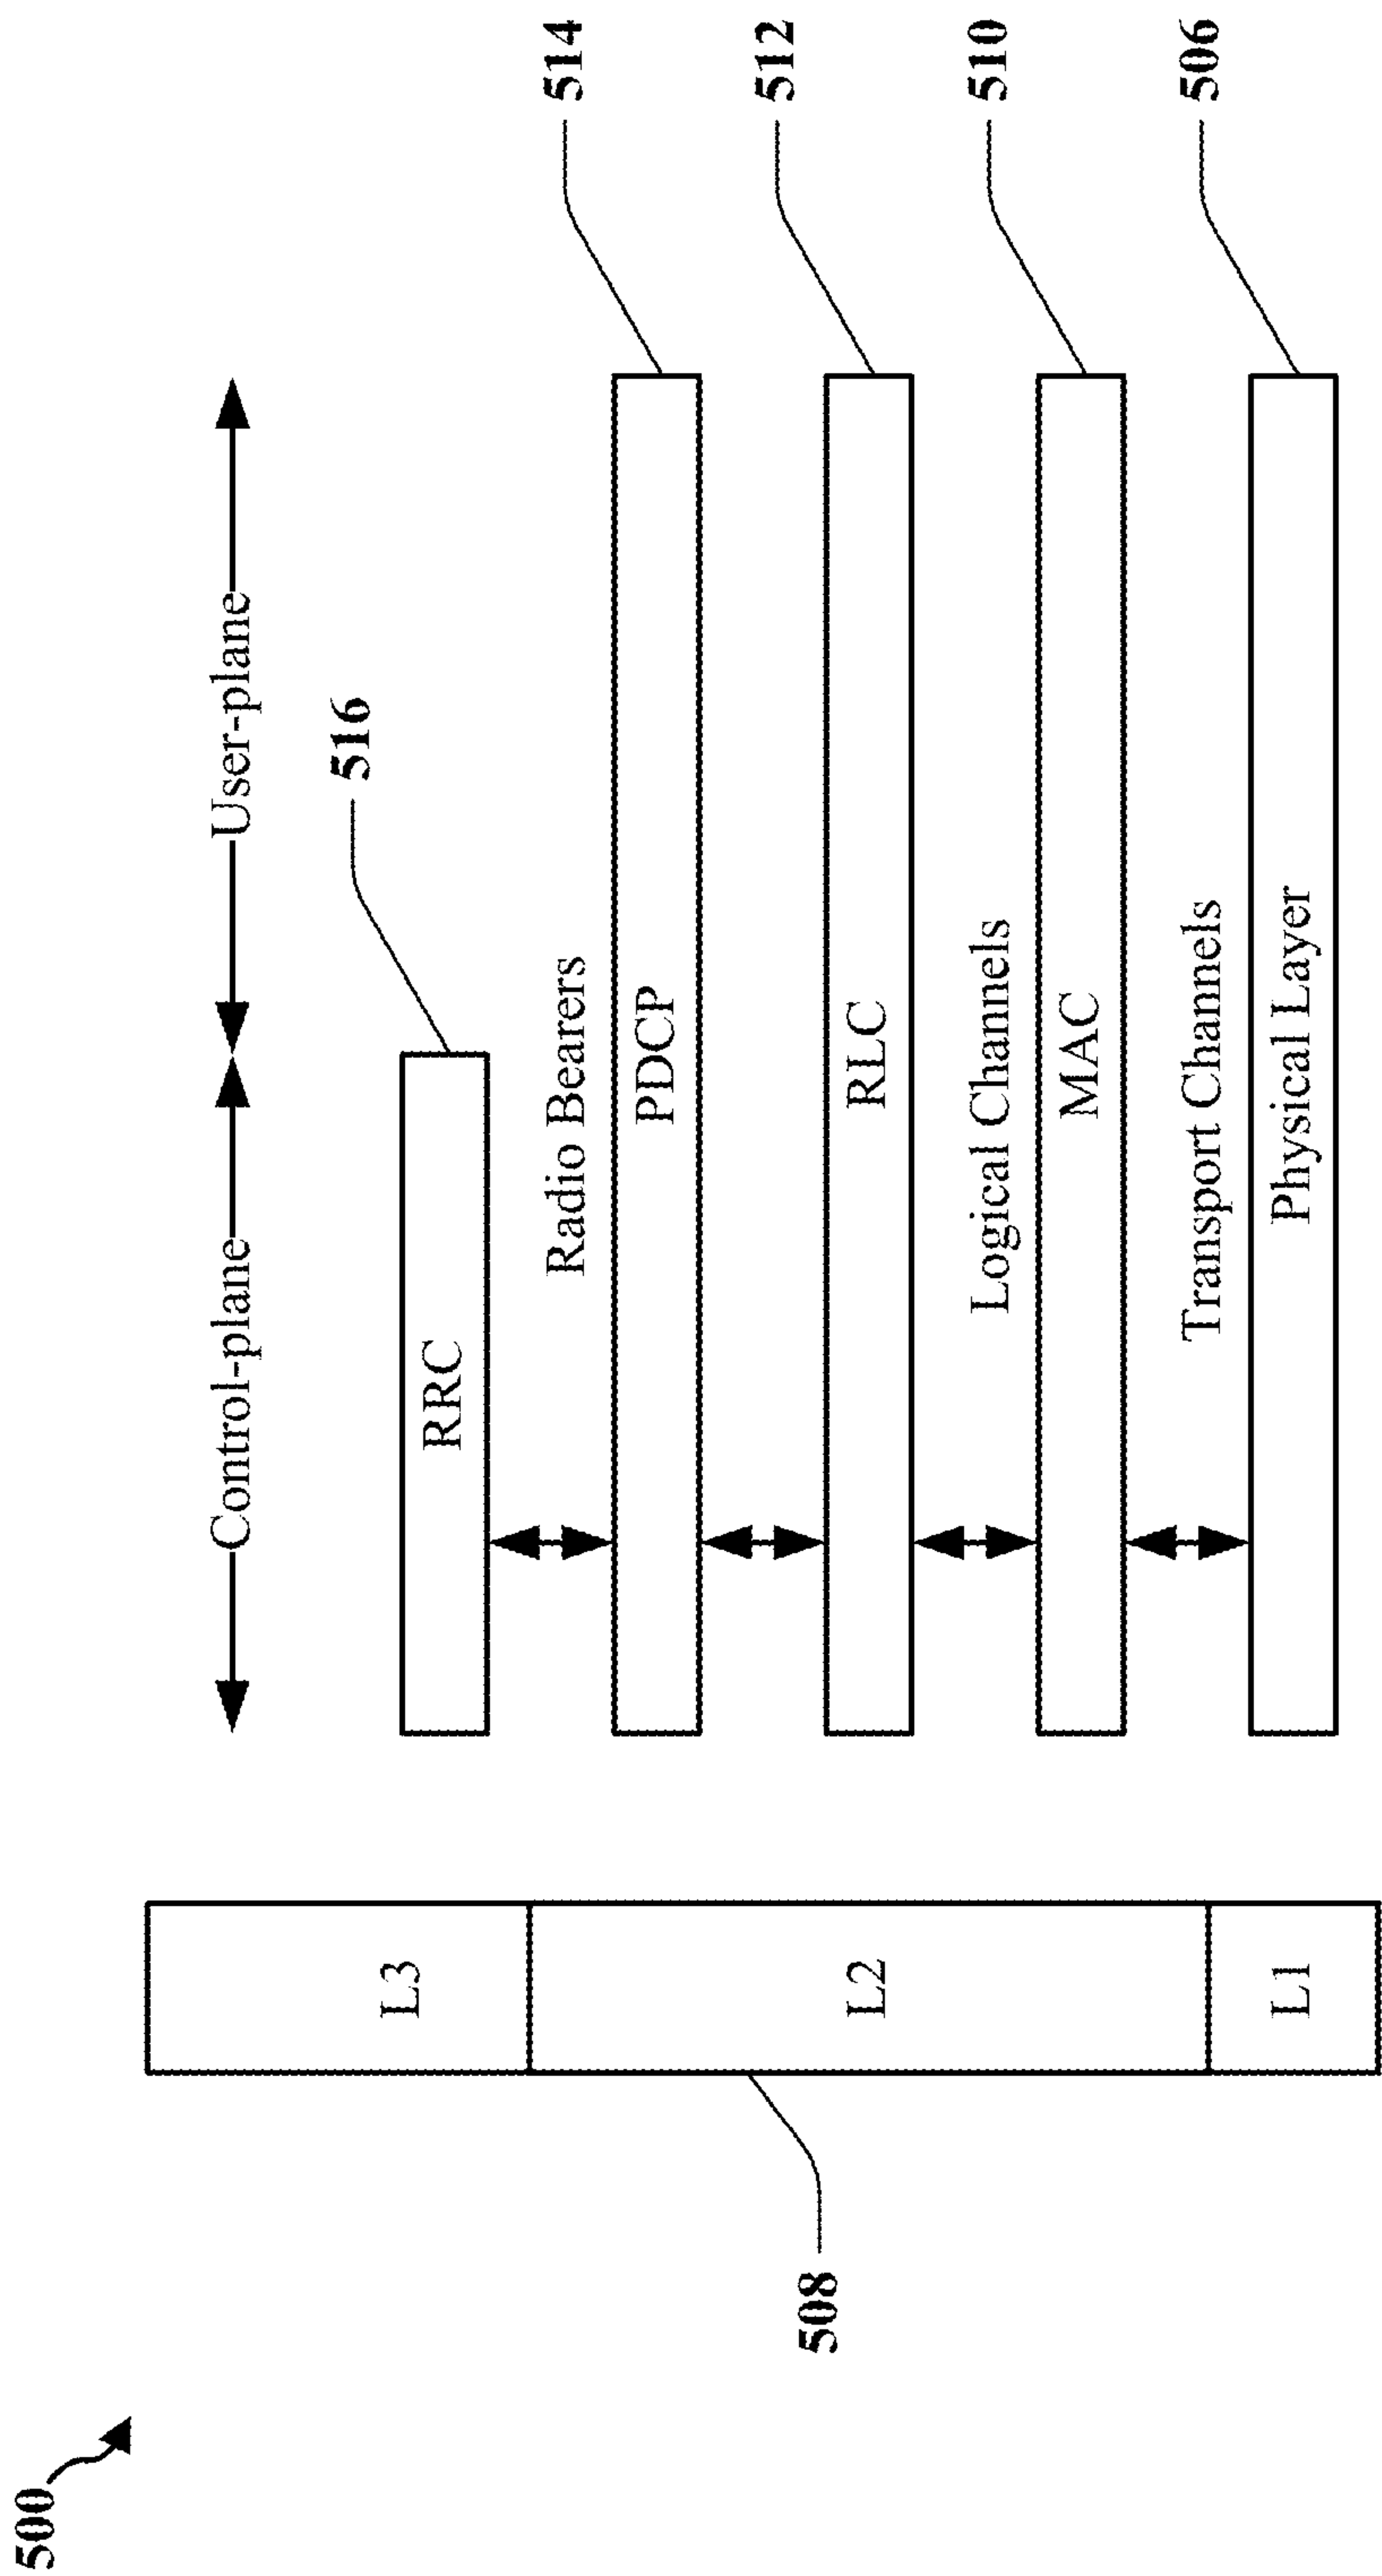 500
Control-plane
User-plane
516
RRC
L3
Radio Bearers
514
PDCP
512
L2
RLC
508
Logical Channels
510
MAC
Transport Channels
506
L1
Physical Layer